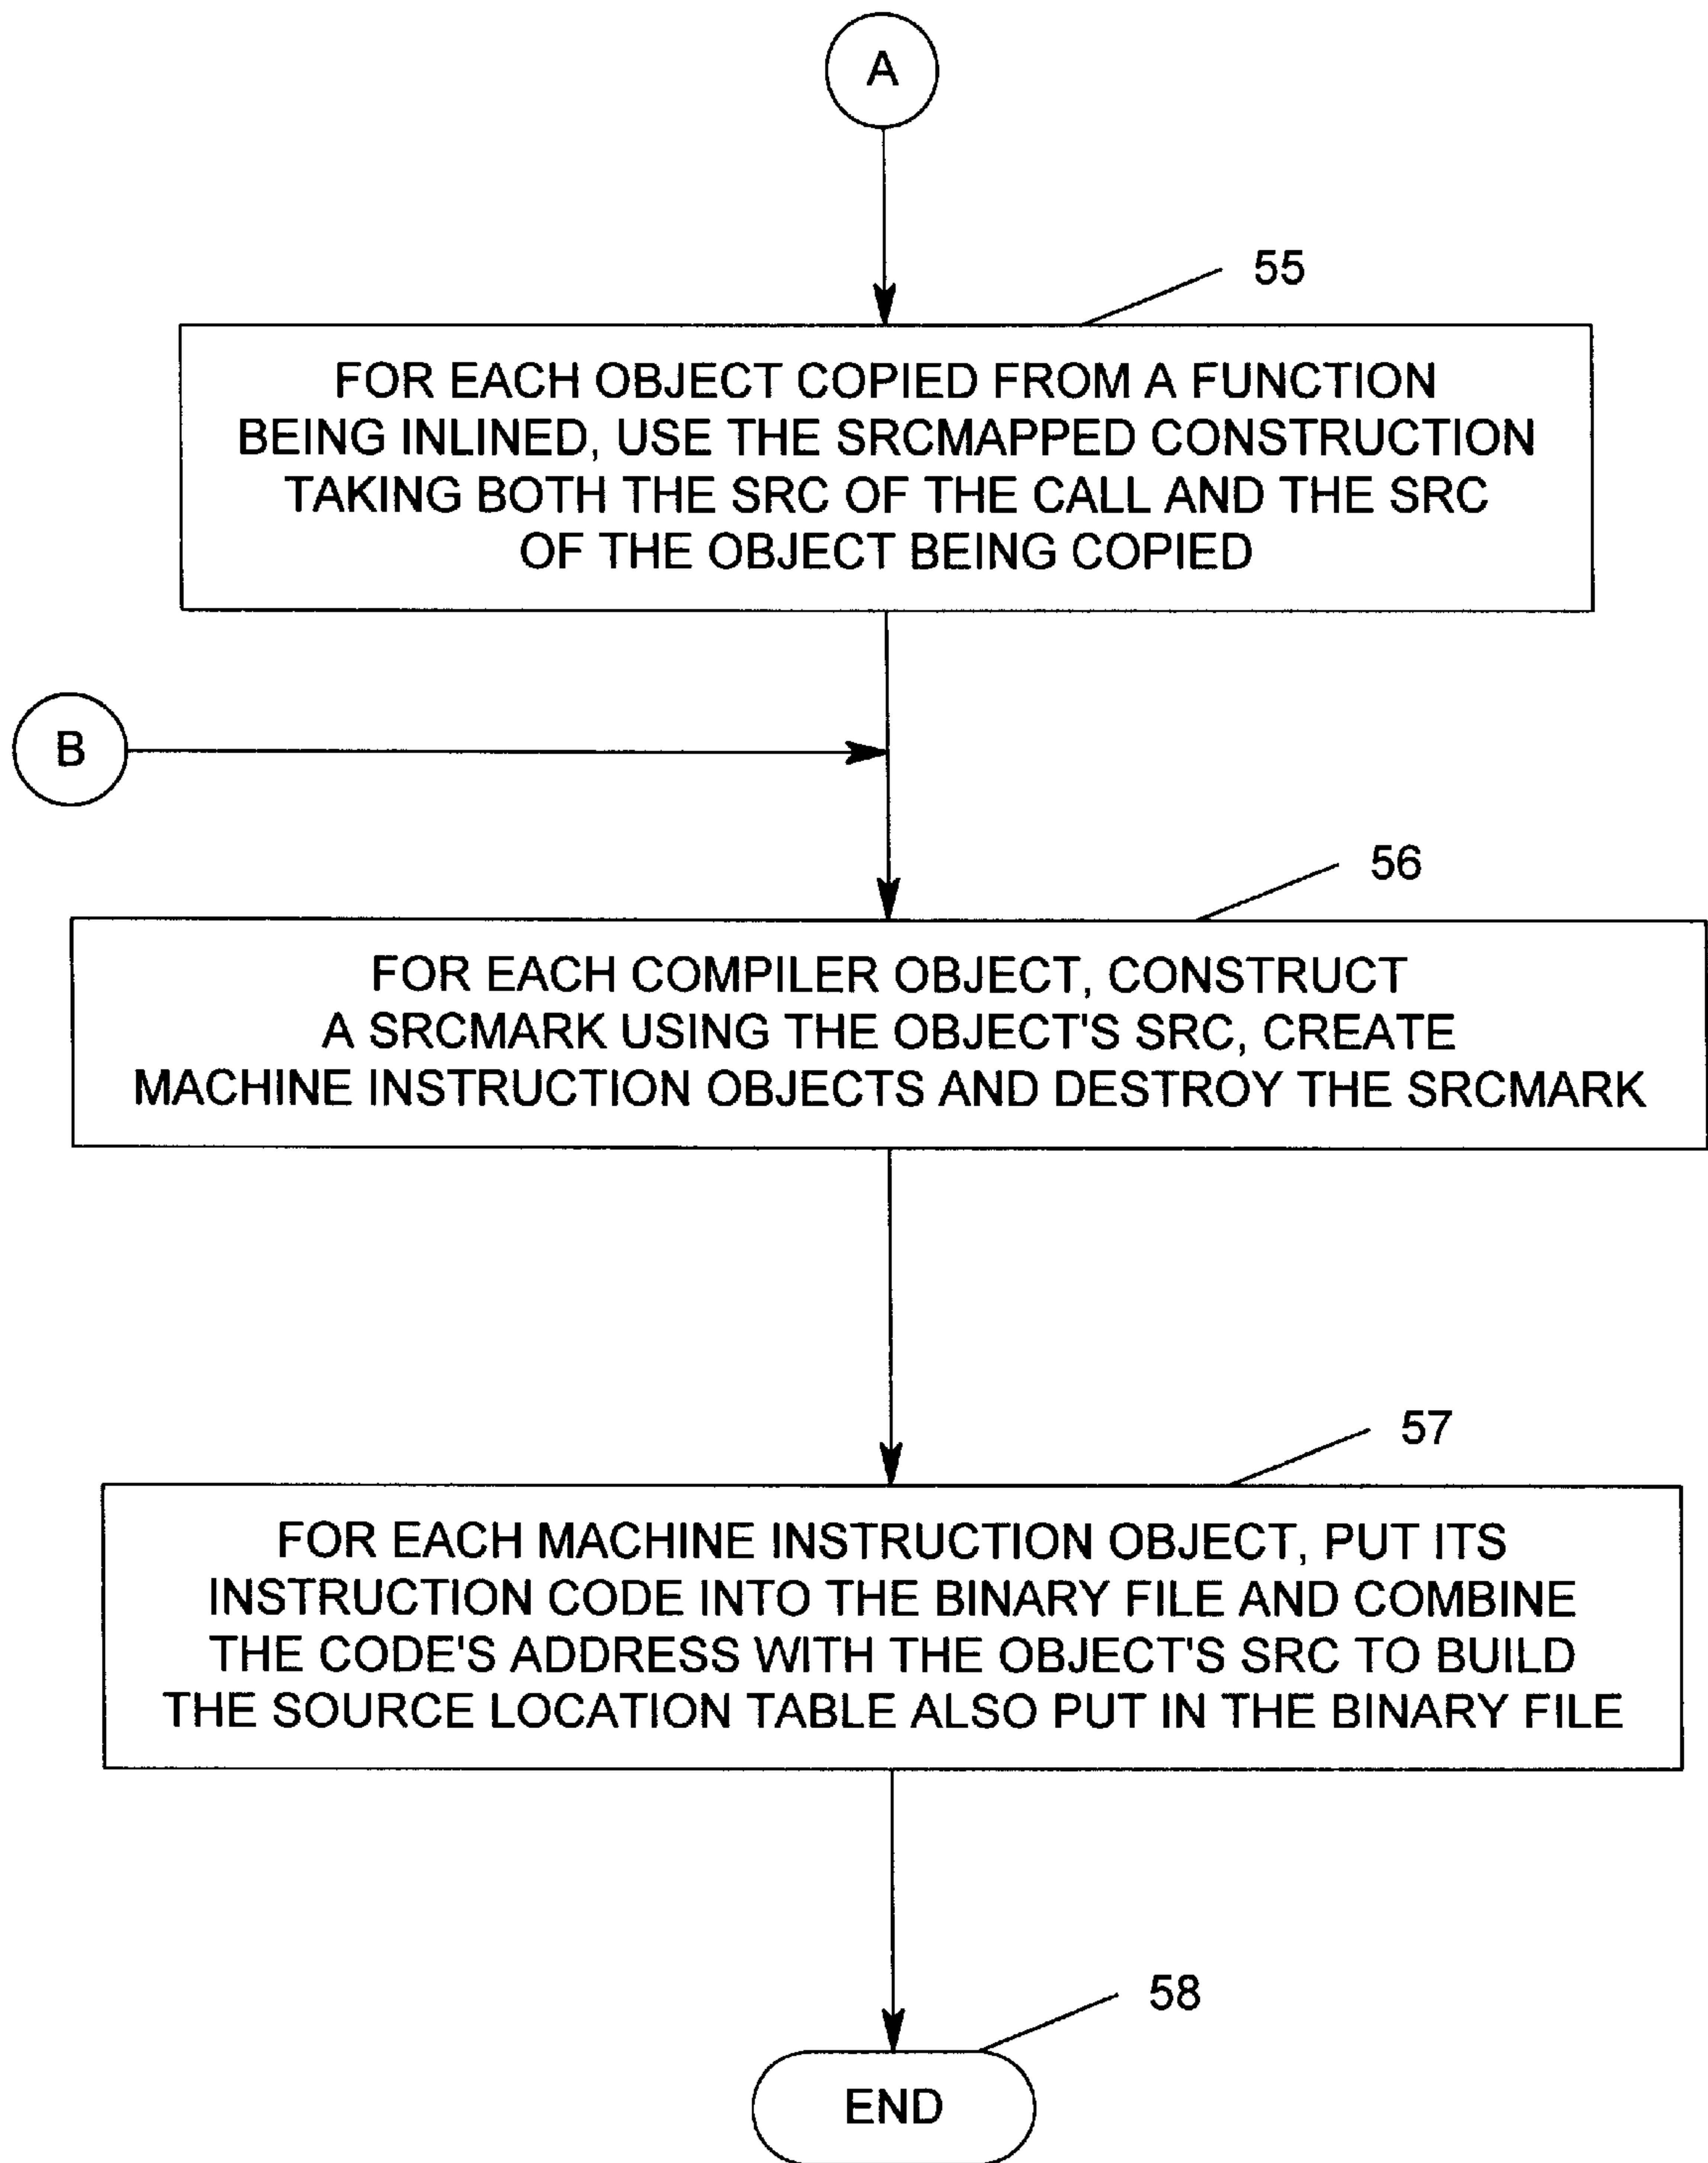 A
55
FOR EACH OBJECT COPIED FROM A FUNCTION
BEING INLINED, USE THE SRCMAPPED CONSTRUCTION
TAKING BOTH THE SRC OF THE CALL AND THE SRC
OF THE OBJECT BEING COPIED
B
56
FOR EACH COMPILER OBJECT, CONSTRUCT
A SRCMARK USING THE OBJECT'S SRC, CREATE
MACHINE INSTRUCTION OBJECTS AND DESTROY THE SRCMARK
57
FOR EACH MACHINE INSTRUCTION OBJECT, PUT ITS
INSTRUCTION CODE INTO THE BINARY FILE AND COMBINE
THE CODE'S ADDRESS WITH THE OBJECT'S SRC TO BUILD
THE SOURCE LOCATION TABLE ALSO PUT IN THE BINARY FILE
58
END